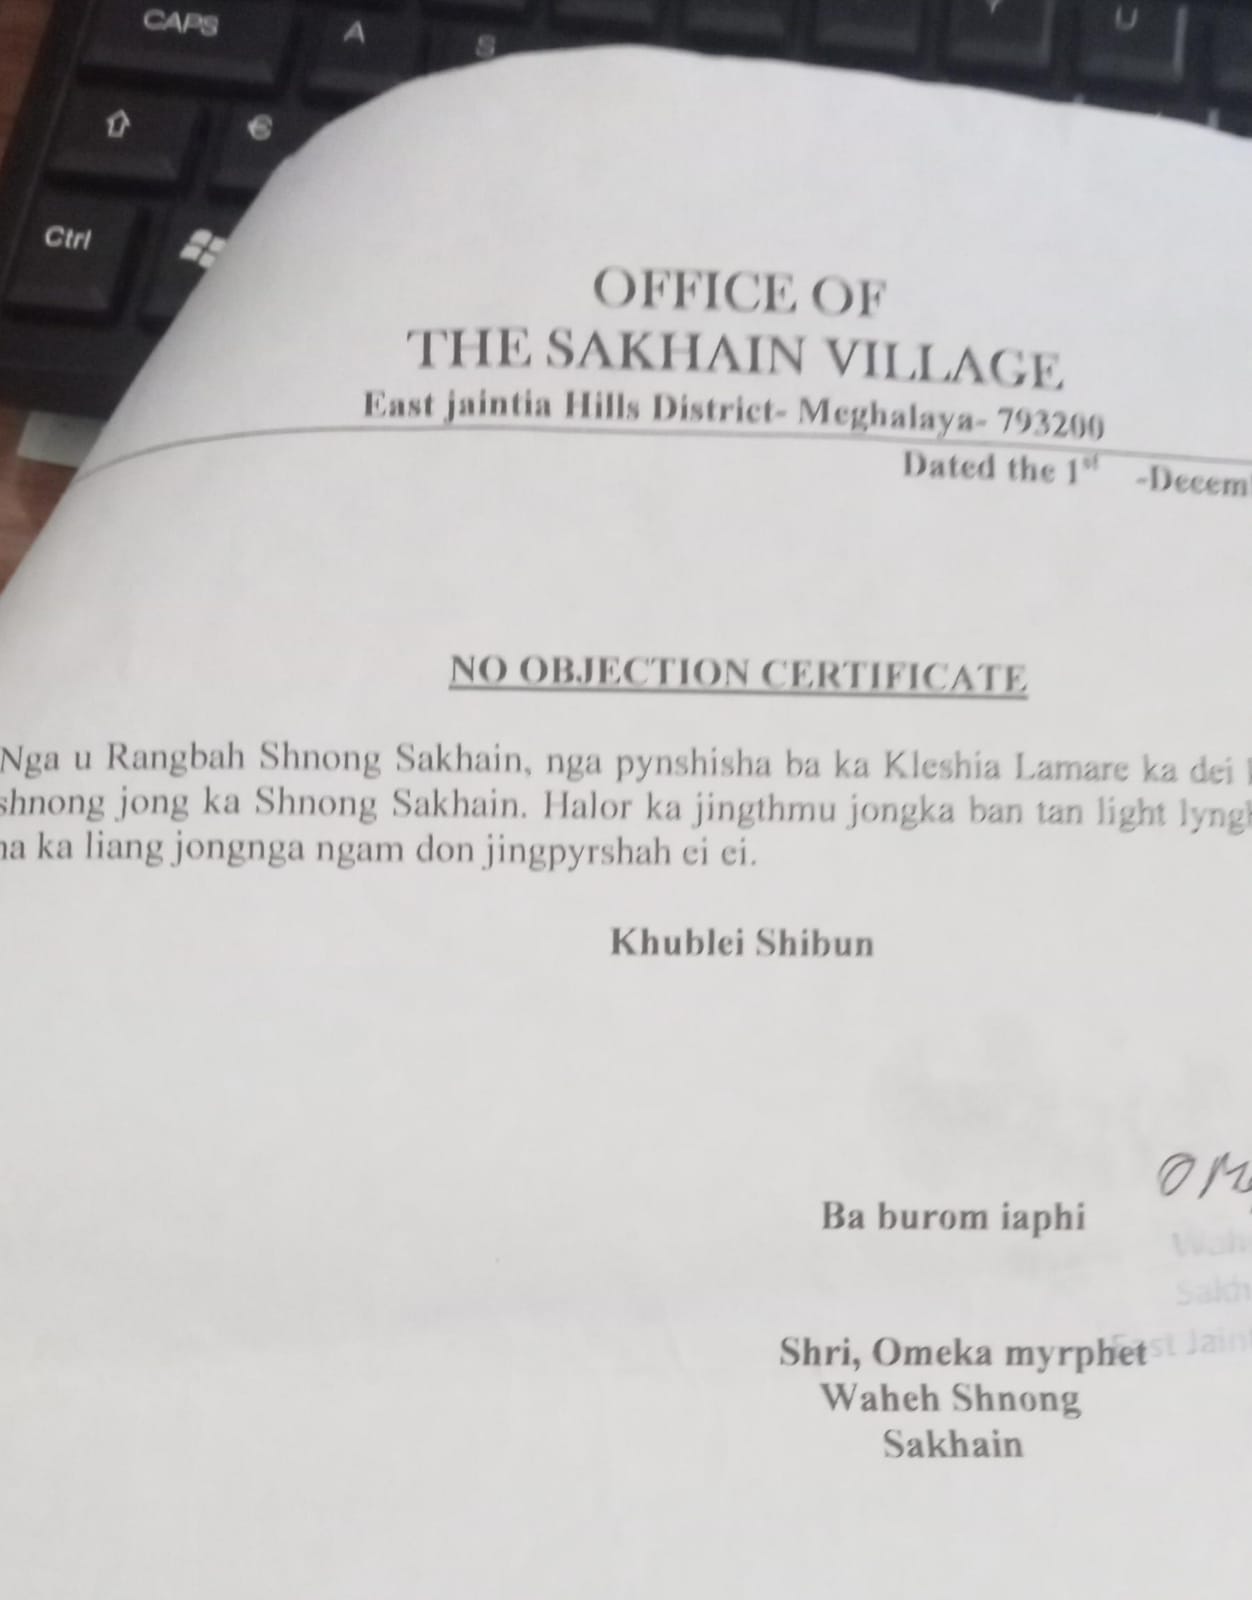 CAPS A S U
€
Ctrl
OFFICE OF
THE SAKHAIN VILLAGE
East jaintia Hills District- Meghalaya- 793200
Dated the 1st -Decem
NO OBJECTION CERTIFICATE
Nga u Rangbah Shnong Sakhain, nga pynshisha ba ka Kleshia Lamare ka dei
shnong jong ka Shnong Sakhain. Halor ka jingthmu jongka ban tan light
ka liang jongnga ngam don jingpyrshah ei ei.
Khublei Shibun
Ba burom iaphi
Shri, Omeka myrphet
Waheh Shnong
Sakhain